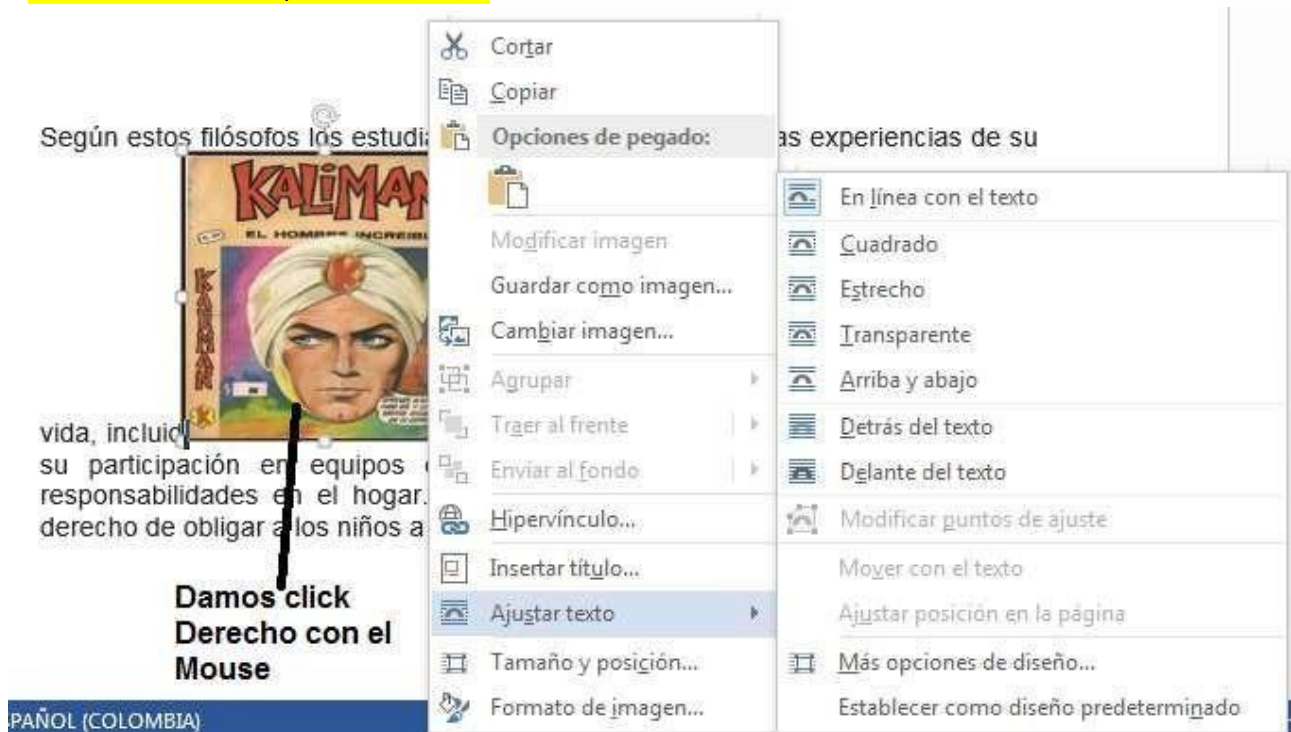 Cortar
Copiar
Según estos filósofos los estudia
Opciones de pegado:
as experiencias de su
KALIMAN
EL HOMBRE INCREIB
KALIMAN
Modificar imagen
Guardar como imagen...
Cambiar imagen...
Agrupar
Traer al frente
Enviar al fondo
Hipervínculo...
Insertar título...
Ajustar texto
Tamaño y posición...
Formato de imagen...
En línea con el texto
Cuadrado
Estrecho
Transparente
Arriba y abajo
Detrás del texto
Delante del texto
Modificar puntos de ajuste
Mover con el texto
Ajustar posición en la página
Más opciones de diseño...
Establecer como diseño predeterminado
vida, incluid
su participación en equipos
responsabilidades en el hogar.
derecho de obligar a los niños a
Damos click
Derecho con el
Mouse
PAÑOL (COLOMBIA)